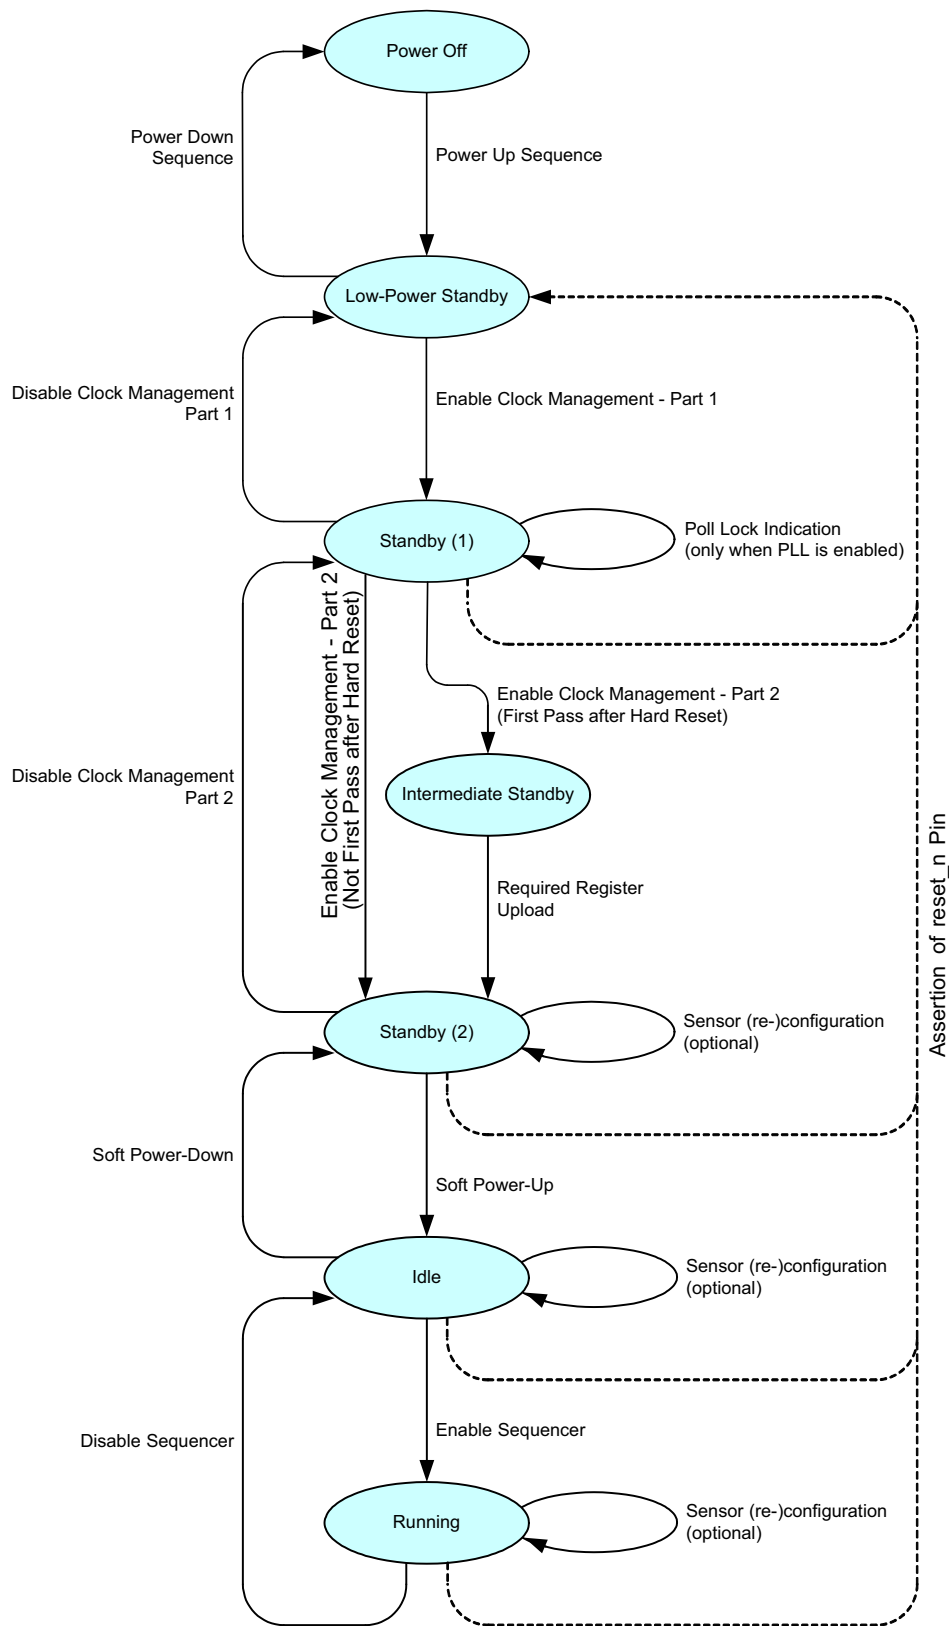 Power Off
Power Down
Sequence
Power Up Sequence
Low-Power Standby
Disable Clock Management
Part 1
Enable Clock Management - Part 1
Standby (1)
Poll Lock Indication
(only when PLL is enabled)
Enable Clock Management - Part 2
(Not First Pass after Hard Reset)
Enable Clock Management - Part 2
(First Pass after Hard Reset)
Disable Clock Management
Part 2
Intermediate Standby
Required Register
Upload
Assertion of reset_n Pin
Standby (2)
Sensor (re-)configuration
(optional)
Soft Power-Down
Soft Power-Up
Idle
Sensor (re-)configuration
(optional)
Disable Sequencer
Enable Sequencer
Running
Sensor (re-)configuration
(optional)